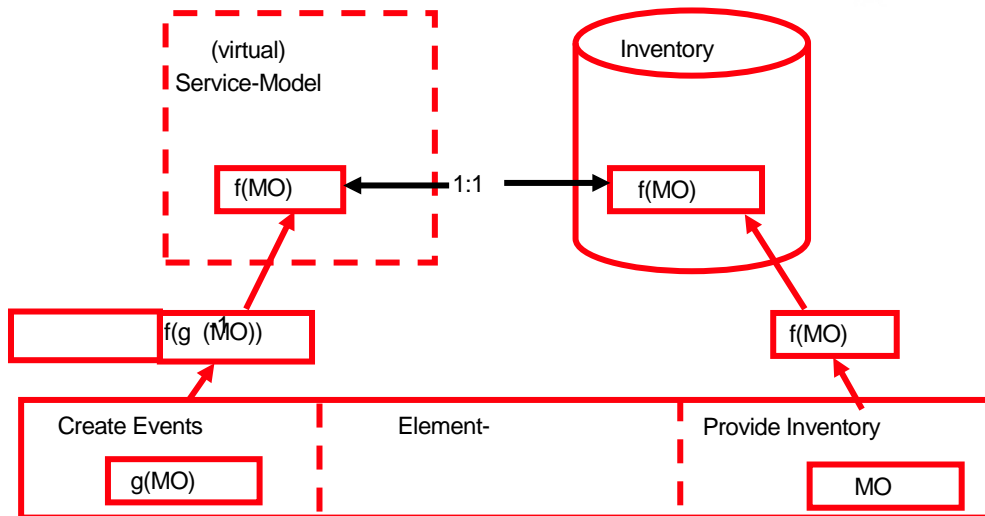 (virtual)
Service-Model
Inventory
f(MO)
1:1
f(MO)
f(g-1(MO))
f(MO)
Create Events
Element-
Provide Inventory
g(MO)
MO